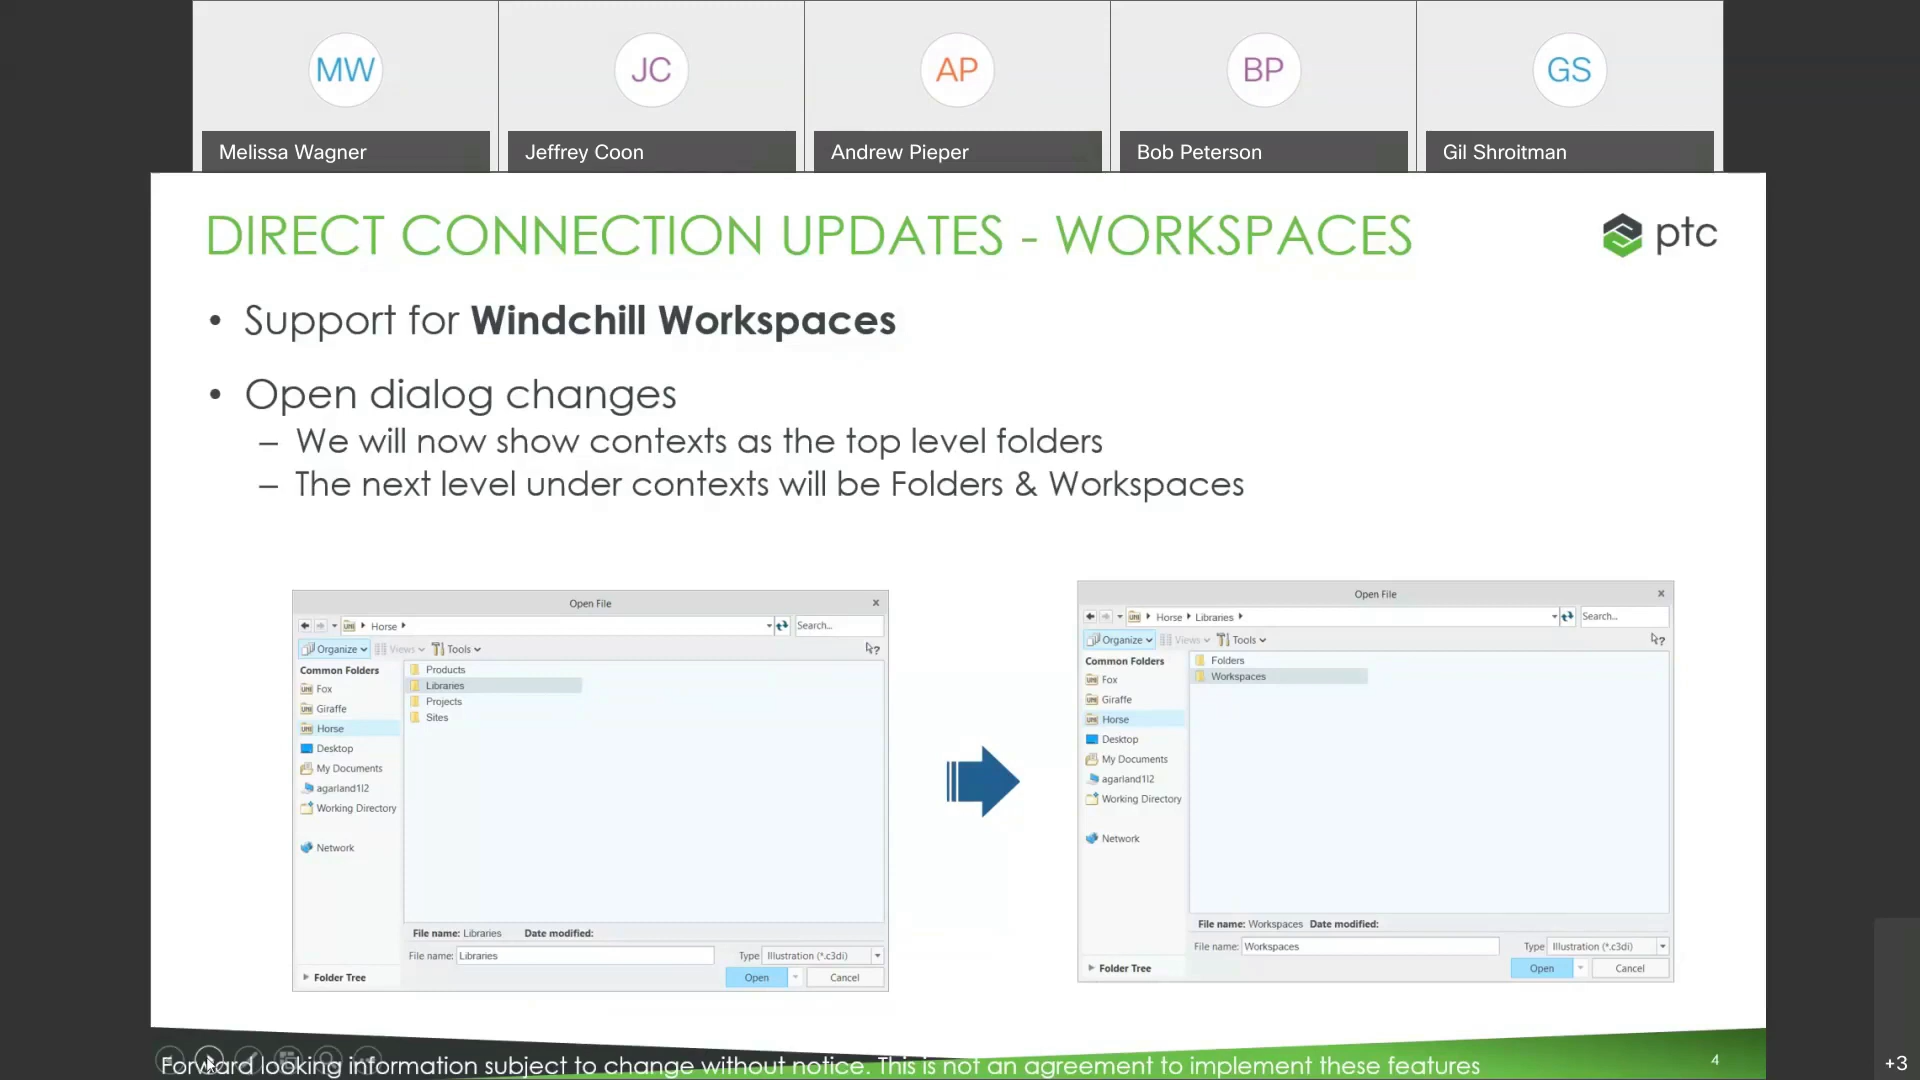 MW
JC
AP
BP
GS
Melissa Wagner
Jeffrey Coon
Andrew Pieper
Bob Peterson
Gil Shroitman
DIRECT CONNECTION UPDATES - WORKSPACES
ptc
• Support for Windchill Workspaces
• Open dialog changes
– We will now show contexts as the top level folders
– The next level under contexts will be Folders & Workspaces
Open File
Horse
Search...
Organize
Views
Tools
Common Folders
Fox
Giraffe
Horse
Desktop
My Documents
agarland1l2
Working Directory
Network
Folder Tree
Products
Libraries
Projects
Sites
File name: Libraries Date modified:
File name: Libraries
Type Illustration (*.c3di)
Open
Cancel
Open File
Horse
Libraries
Search...
Organize
Views
Tools
Common Folders
Fox
Giraffe
Horse
Desktop
My Documents
agarland1l2
Working Directory
Network
Folder Tree
Folders
Workspaces
File name: Workspaces Date modified:
File name: Workspaces
Type Illustration (*.c3di)
Open
Cancel
Forward looking information subject to change without notice. This is not an agreement to implement these features
4
+3